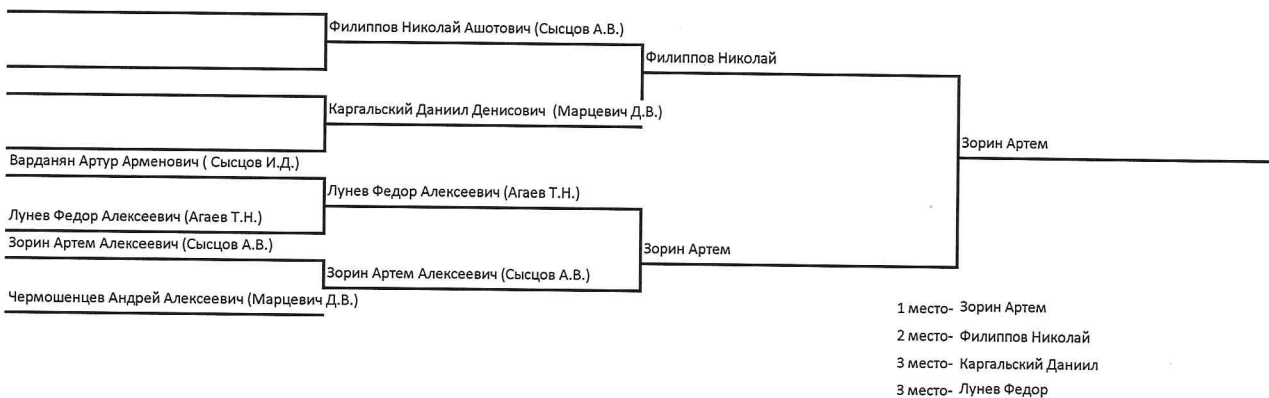 Филиппов Николай Ашотович (Сысцов А.В.)
Филиппов Николай
Каргальский Даниил Денисович (Марцевич Д.В.)
Зорин Артем
Варданян Артур Арменович ( Сысцов И.Д.)
Лунев Федор Алексеевич (Агаев Т.Н.)
Лунев Федор Алексеевич (Агаев Т.Н.)
Зорин Артем Алексеевич (Сысцов А.В.)
Зорин Артем
Зорин Артем Алексеевич (Сысцов А.В.)
Чермошенцев Андрей Алексеевич (Марцевич Д.В.)
1 место- Зорин Артем
2 место- Филиппов Николай
3 место- Каргальский Даниил
3 место- Лунев Федор